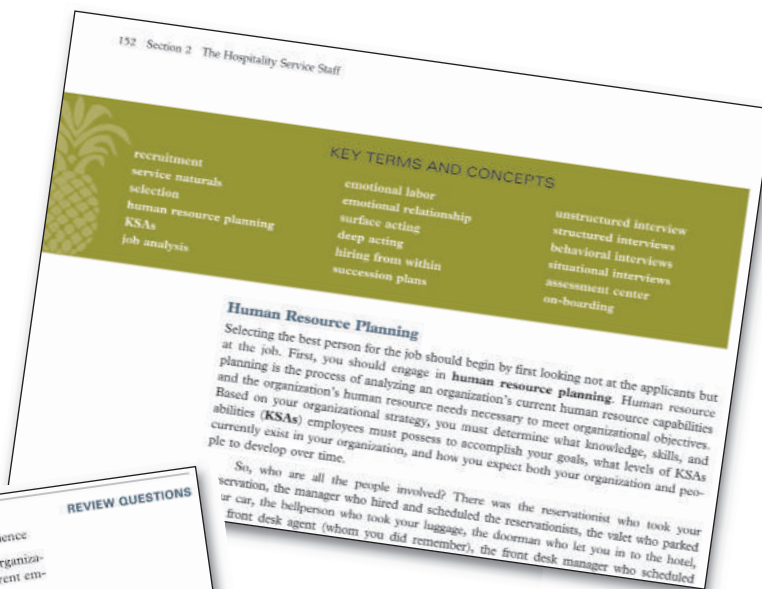 152 Section 2 The Hospitality Service Staff
KEY TERMS AND CONCEPTS
recruitment
service naturals
selection
human resource planning
KSAs
job analysis
emotional labor
emotional relationship
surface acting
deep acting
hiring from within
succession plans
unstructured interview
structured interviews
behavioral interviews
situational interviews
assessment center
on-boarding
Human Resource Planning
Selecting the best person for the job should begin by first looking not at the applicants but
at the job. First, you should engage in human resource planning. Human resource
planning is the process of analyzing an organization's current human resource capabilities
and the organization's human resource needs necessary to meet organizational objectives.
Based on your organizational strategy, you must determine what knowledge, skills, and
abilities (KSAs) employees must possess to accomplish your goals, what levels of KSAs
currently exist in your organization, and how you expect both your organization and peo-
ple to develop over time.
So, who are all the people involved? There was the reservationist who took your
servation, the manager who hired and scheduled the reservationists, the valet who parked
ur car, the bellperson who took your luggage, the doorman who let you in to the hotel,
front desk agent (whom you did remember), the front desk manager who scheduled
REVIEW QUESTIONS
ence
rganiza-
rent em-